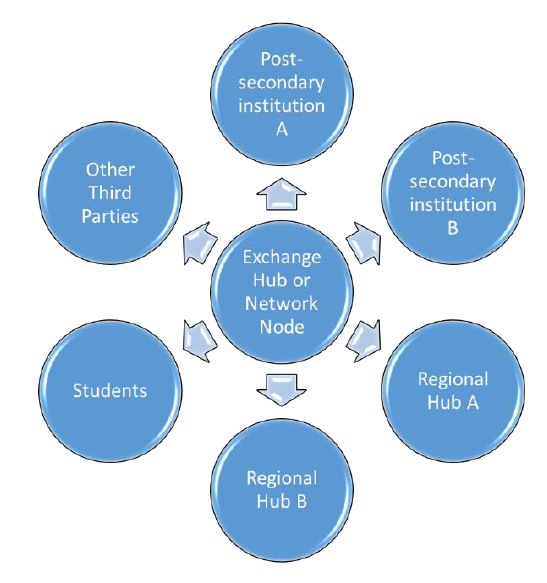 Post-
secondary
institution
A
Other
Third
Parties
Post-
secondary
institution
B
Exchange
Hub or
Network
Node
Students
Regional
Hub A
Regional
Hub B